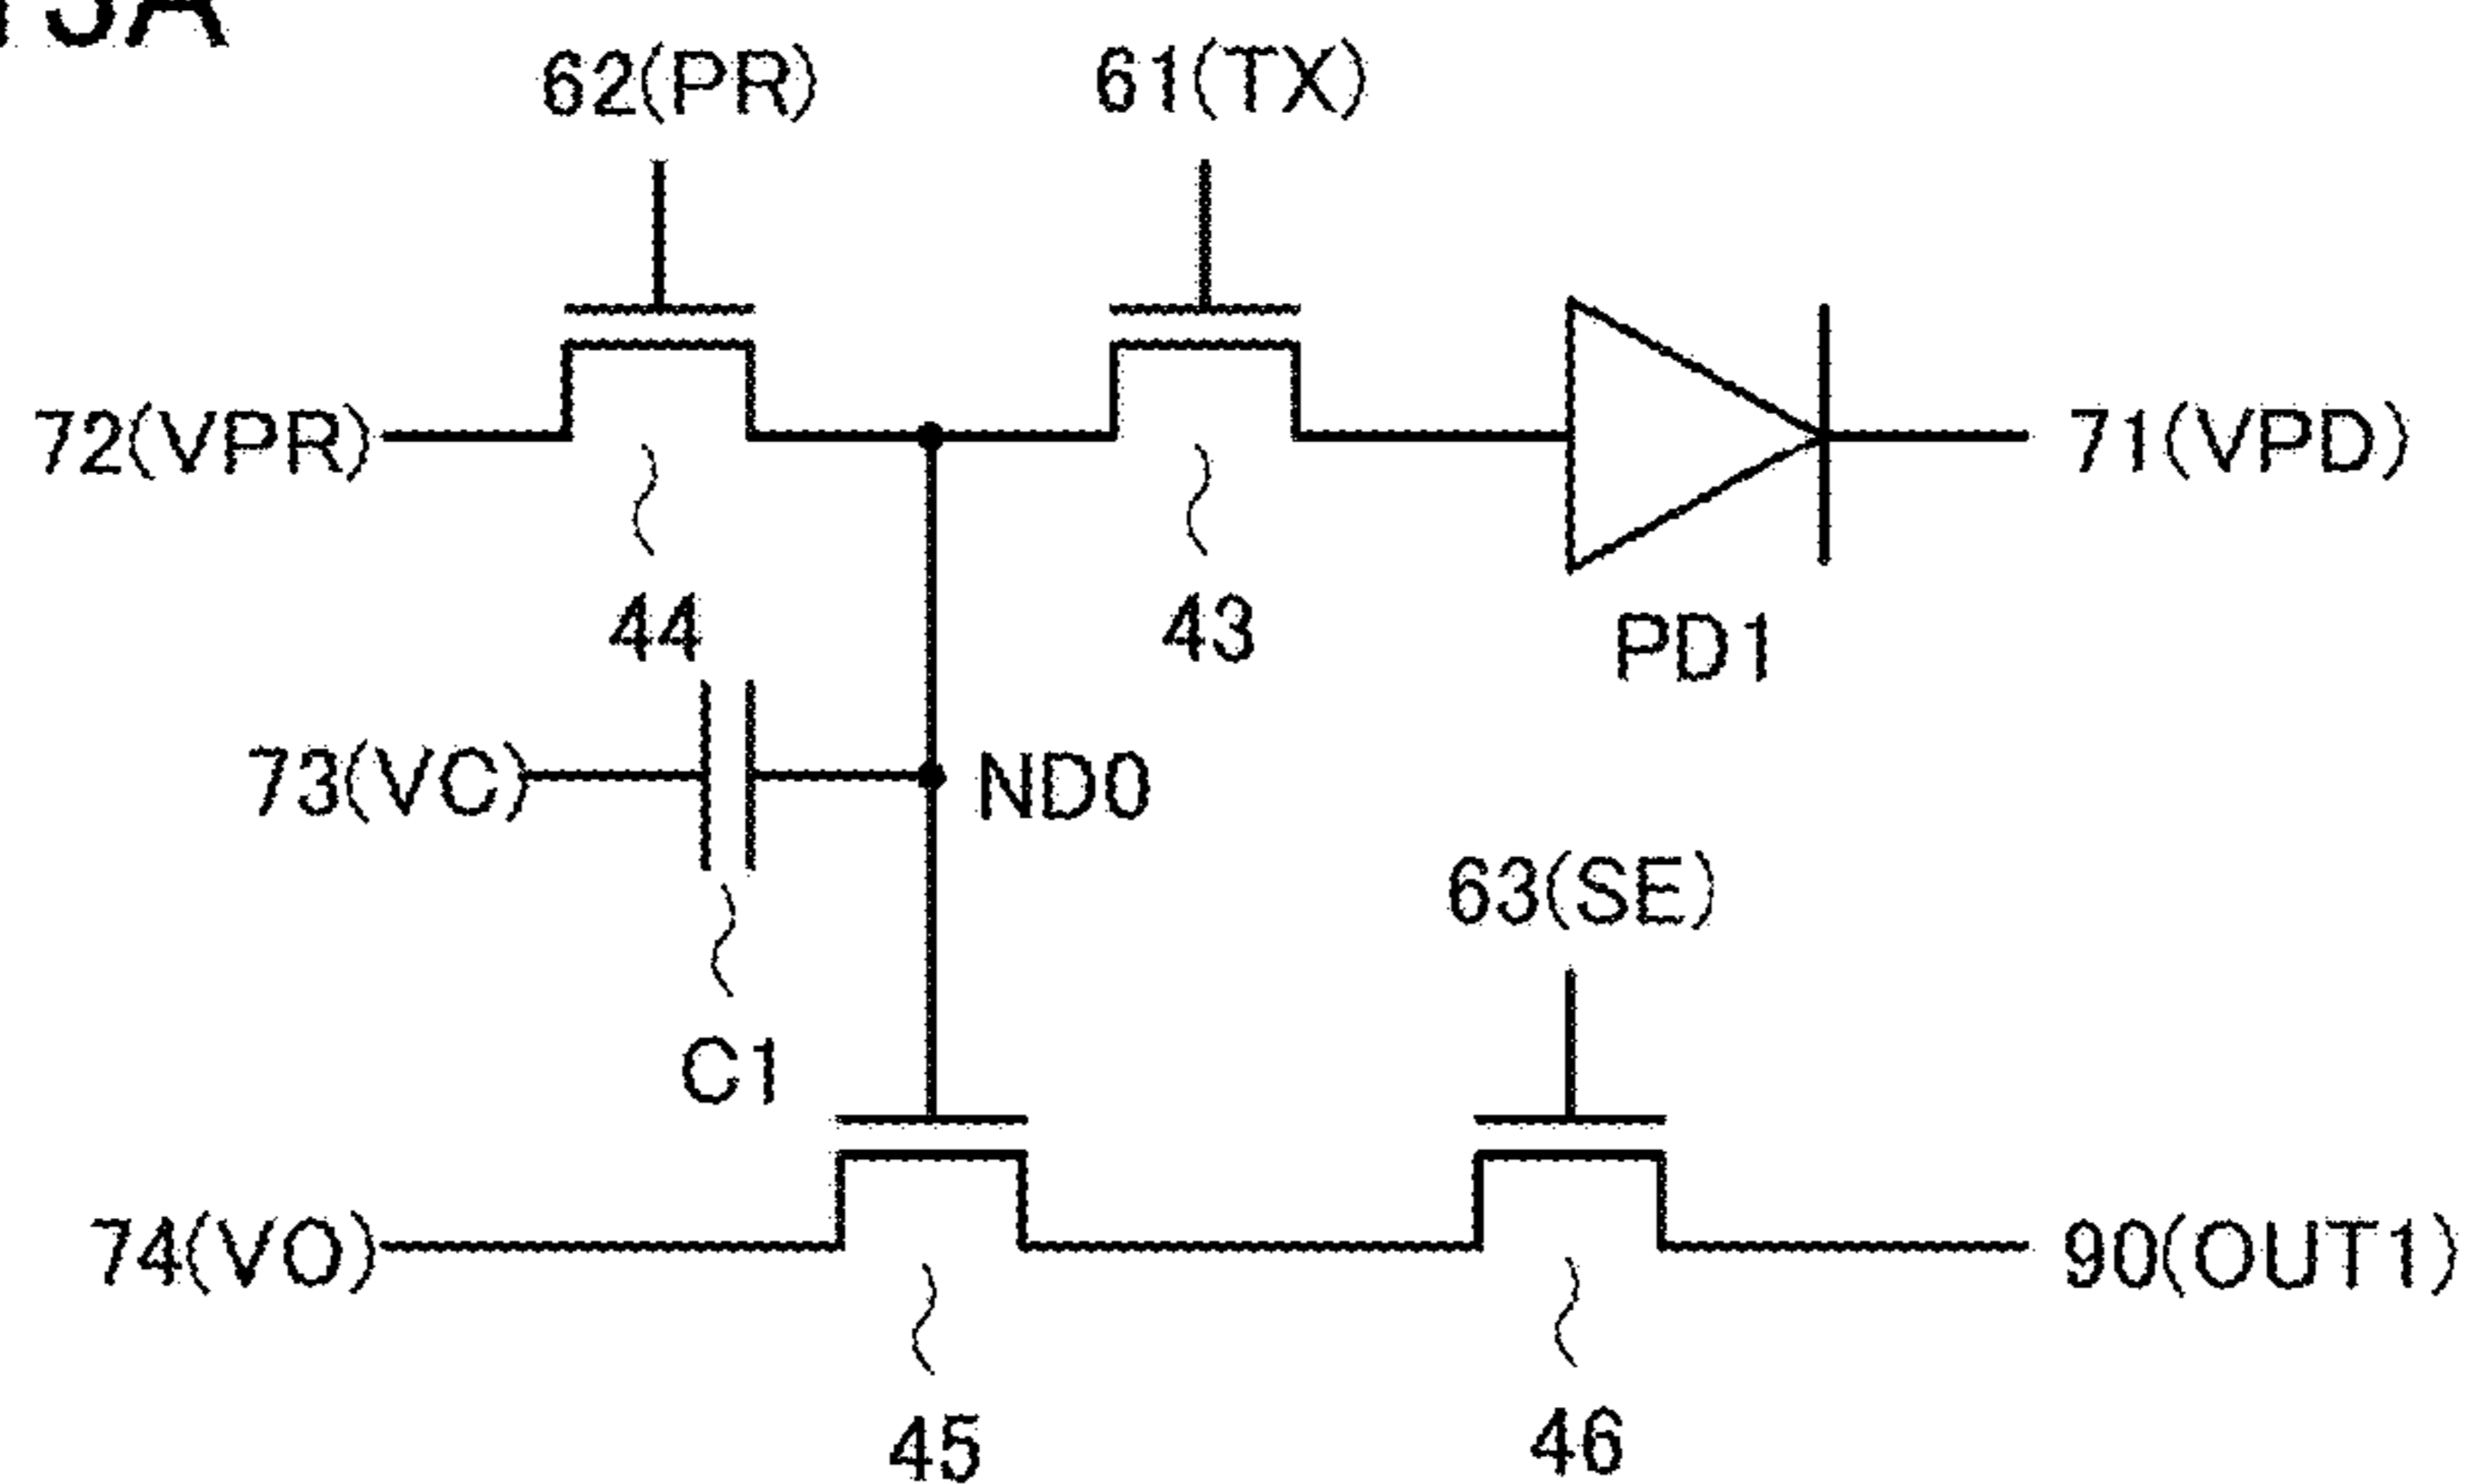 62(PR)
61(TX)
72(VPR)
71(VPD)
44
43
PD1
73(VC)
ND0
63(SE)
C1
74(VO)
90(OUT1)
45
46